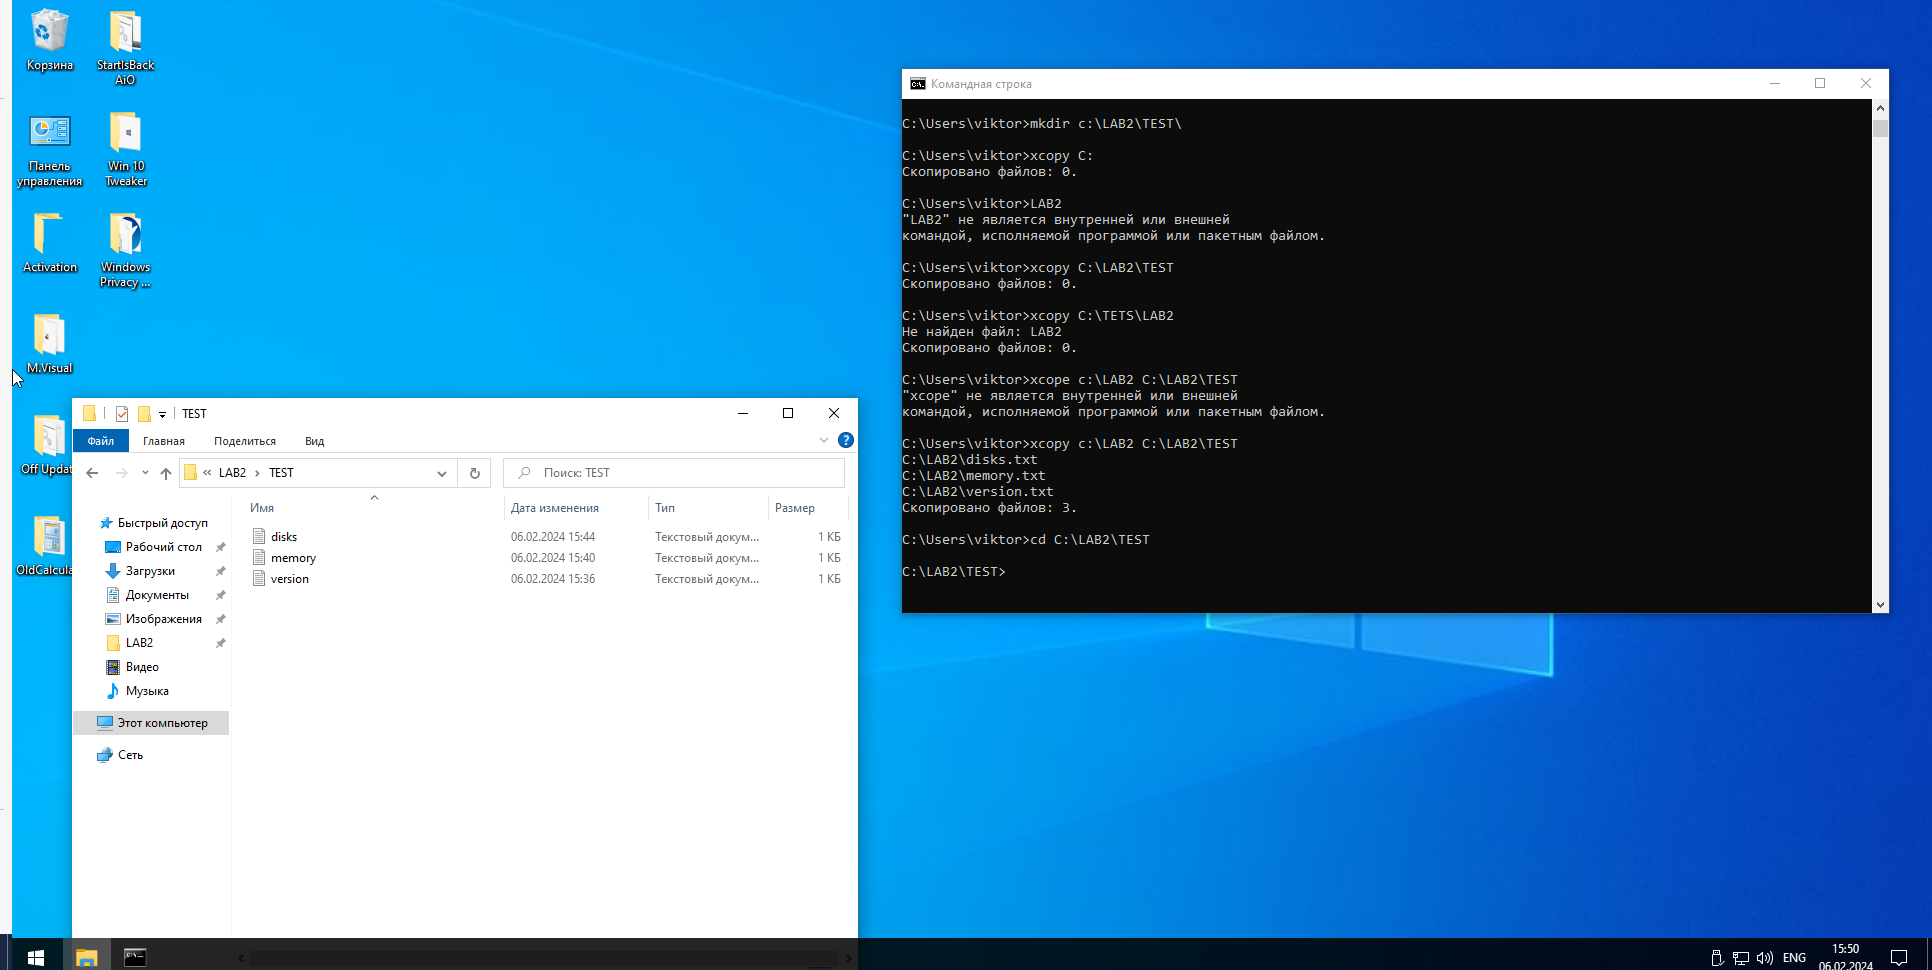 Корзина
StartIsBack
AiO
Панель
управления
Win 10
Tweaker
Activation
Windows
Privacy ...
M.Visual
Off Updat
OldCalcula
Командная строка
C:\Users\viktor>mkdir c:\LAB2\TEST\
C:\Users\viktor>xcopy C:
Скопировано файлов: 0.
C:\Users\viktor>LAB2
"LAB2" не является внутренней или внешней
командой, исполняемой программой или пакетным файлом.
C:\Users\viktor>xcopy C:\LAB2\TEST
Скопировано файлов: 0.
C:\Users\viktor>xcopy C:\TETS\LAB2
Не найден файл: LAB2
Скопировано файлов: 0.
C:\Users\viktor>xcope c:\LAB2 C:\LAB2\TEST
"xcope" не является внутренней или внешней
командой, исполняемой программой или пакетным файлом.
C:\Users\viktor>xcopy c:\LAB2 C:\LAB2\TEST
C:\LAB2\disks.txt
C:\LAB2\memory.txt
C:\LAB2\version.txt
Скопировано файлов: 3.
C:\Users\viktor>cd C:\LAB2\TEST
C:\LAB2\TEST>
TEST
Файл Главная Поделиться Вид
« LAB2 › TEST
Поиск: TEST
Имя Дата изменения Тип Размер
disks 06.02.2024 15:44 Текстовый докум... 1 КБ
memory 06.02.2024 15:40 Текстовый докум... 1 КБ
version 06.02.2024 15:36 Текстовый докум... 1 КБ
Быстрый доступ
Рабочий стол
Загрузки
Документы
Изображения
LAB2
Видео
Музыка
Этот компьютер
Сеть
ENG
15:50
06.02.2024